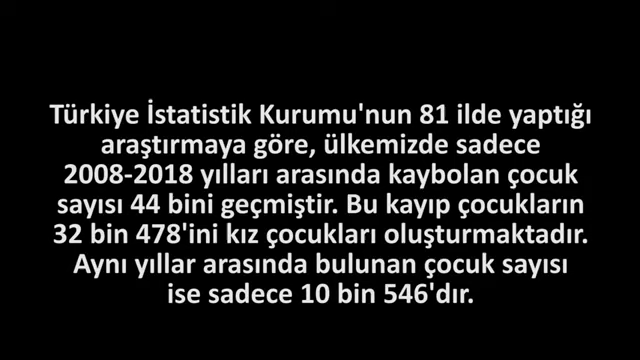 Türkiye İstatistik Kurumu'nun 81 ilde yaptığı
araştırmaya göre, ülkemizde sadece
2008-2018 yılları arasında kaybolan çocuk
sayısı 44 bini geçmiştir. Bu kayıp çocukların
32 bin 478'ini kız çocukları oluşturmaktadır.
Aynı yıllar arasında bulunan çocuk sayısı
ise sadece 10 bin 546'dır.